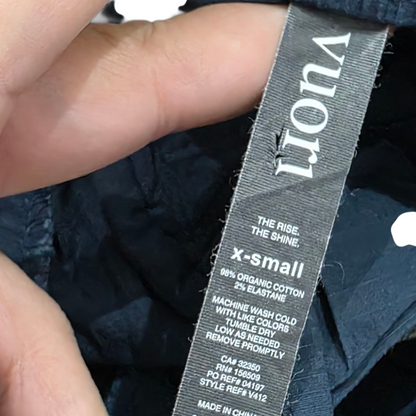 vuori
THE RISE.
THE SHINE.
x-small
98% ORGANIC COTTON
2% ELASTANE
MACHINE WASH COLD
WITH LIKE COLORS
TUMBLE DRY
LOW AS NEEDED
REMOVE PROMPTLY
CA# 32350
RN# 156509
PO REF# 04197
STYLE REF# V412
MADE IN CHINA